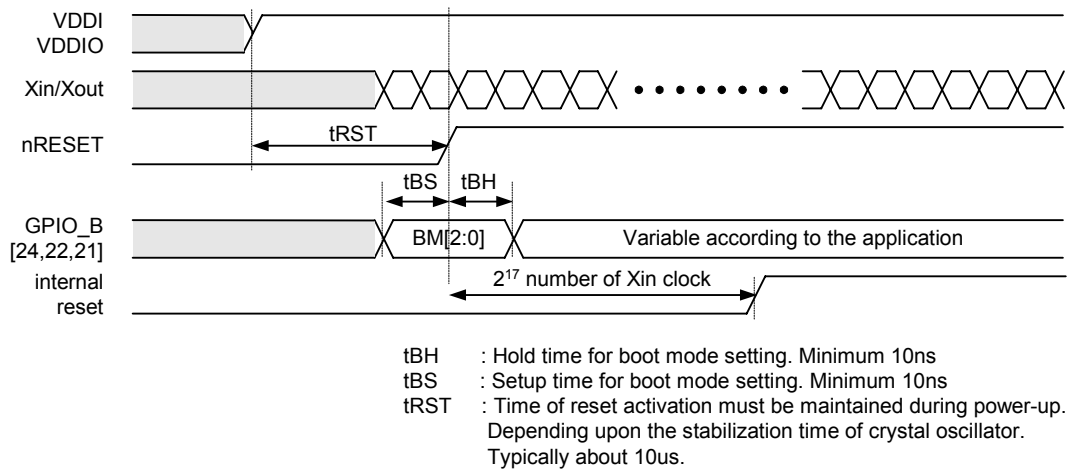 VDDI
VDDIO
Xin/Xout
tRST
nRESET
tBS tBH
GPIO_B
[24,22,21]
BM[2:0]
Variable according to the application
internal
reset
2¹⁷ number of Xin clock
tBH : Hold time for boot mode setting. Minimum 10ns
tBS : Setup time for boot mode setting. Minimum 10ns
tRST : Time of reset activation must be maintained during power-up.
Depending upon the stabilization time of crystal oscillator.
Typically about 10us.